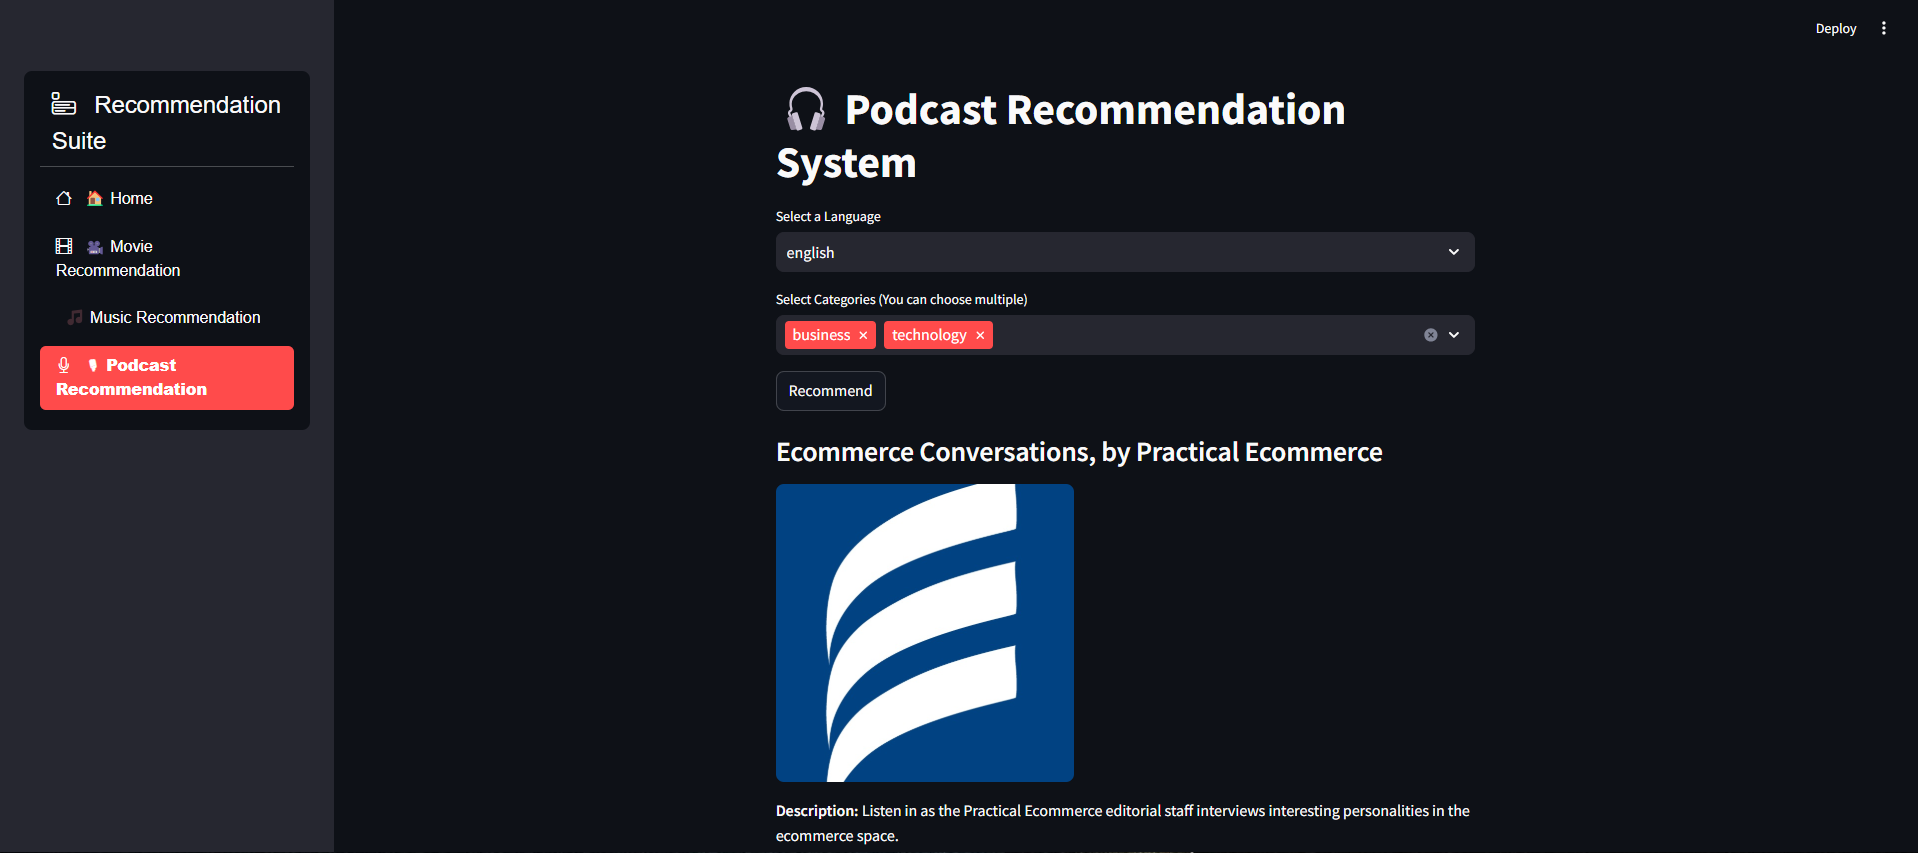 Deploy
Recommendation
Suite
Home
Movie
Recommendation
Music Recommendation
Podcast
Recommendation
Podcast Recommendation
System
Select a Language
english
Select Categories (You can choose multiple)
business × technology ×
Recommend
Ecommerce Conversations, by Practical Ecommerce
Description: Listen in as the Practical Ecommerce editorial staff interviews interesting personalities in the
ecommerce space.